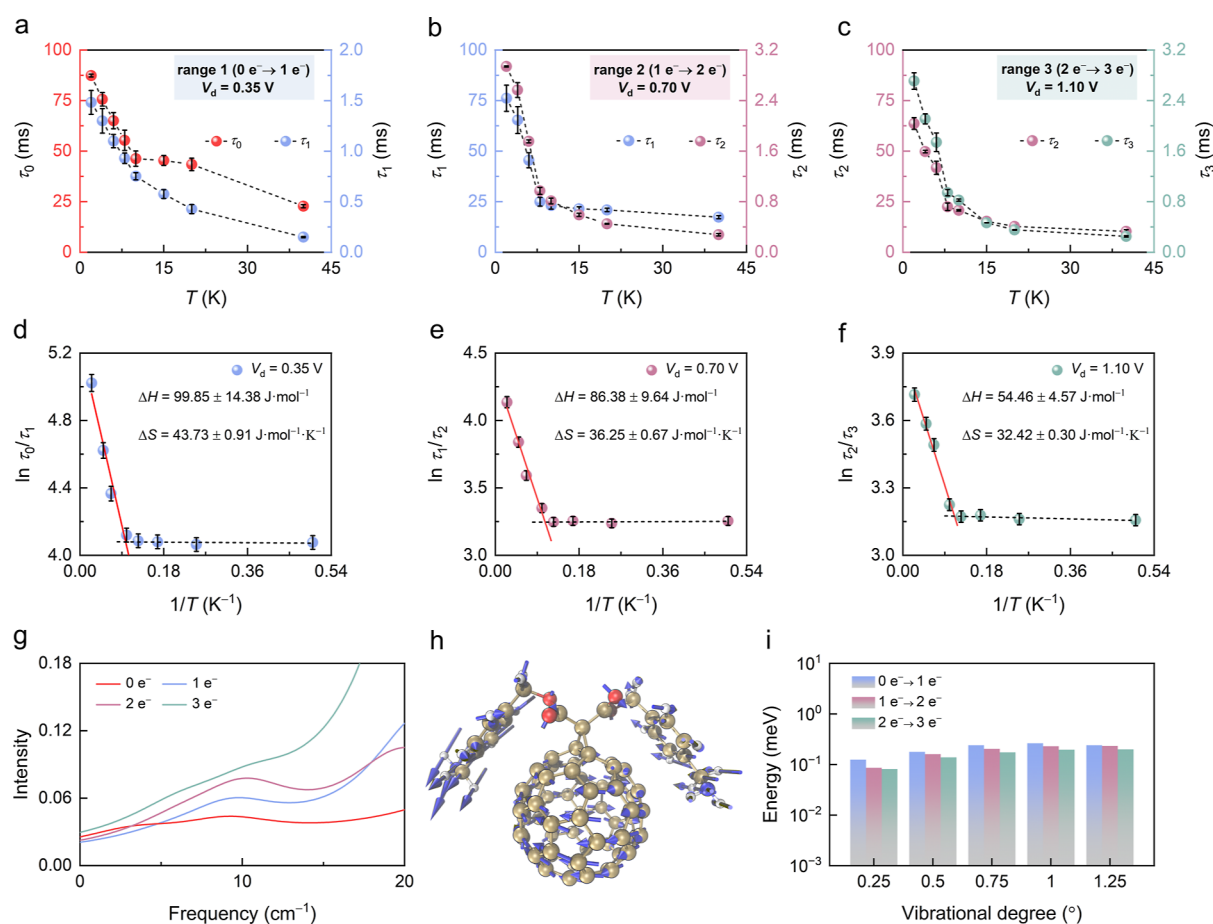 a
100
75
50
25
0
τ0 (ms)
range 1 (0 e⁻→ 1 e⁻)
Vd = 0.35 V
τ0
τ1
2.0
1.5
1.0
0.5
0.0
τ1 (ms)
0 15 30 45
T (K)
b
100
75
50
25
0
τ1 (ms)
range 2 (1 e⁻→ 2 e⁻)
Vd = 0.70 V
τ1
τ2
3.2
2.4
1.6
0.8
0.0
τ2 (ms)
0 15 30 45
T (K)
c
100
75
50
25
0
τ2 (ms)
range 3 (2 e⁻→ 3 e⁻)
Vd = 1.10 V
τ2
τ3
3.2
2.4
1.6
0.8
0.0
τ3 (ms)
0 15 30 45
T (K)
d
5.2
4.8
4.4
4.0
ln τ0/τ1
Vd = 0.35 V
ΔH = 99.85 ± 14.38 J·mol⁻¹
ΔS = 43.73 ± 0.91 J·mol⁻¹·K⁻¹
0.00 0.18 0.36 0.54
1/T (K⁻¹)
e
4.5
4.0
3.5
3.0
ln τ1/τ2
Vd = 0.70 V
ΔH = 86.38 ± 9.64 J·mol⁻¹
ΔS = 36.25 ± 0.67 J·mol⁻¹·K⁻¹
0.00 0.18 0.36 0.54
1/T (K⁻¹)
f
3.9
3.6
3.3
3.0
ln τ2/τ3
Vd = 1.10 V
ΔH = 54.46 ± 4.57 J·mol⁻¹
ΔS = 32.42 ± 0.30 J·mol⁻¹·K⁻¹
0.00 0.18 0.36 0.54
1/T (K⁻¹)
g
0.18
0.12
0.06
0.00
Intensity
0 e⁻ 1 e⁻
2 e⁻ 3 e⁻
0 10 20
Frequency (cm⁻¹)
h
i
10¹
10⁰
10⁻¹
10⁻²
10⁻³
Energy (meV)
0 e⁻→ 1 e⁻
1 e⁻→ 2 e⁻
2 e⁻→ 3 e⁻
0.25 0.5 0.75 1 1.25
Vibrational degree (°)